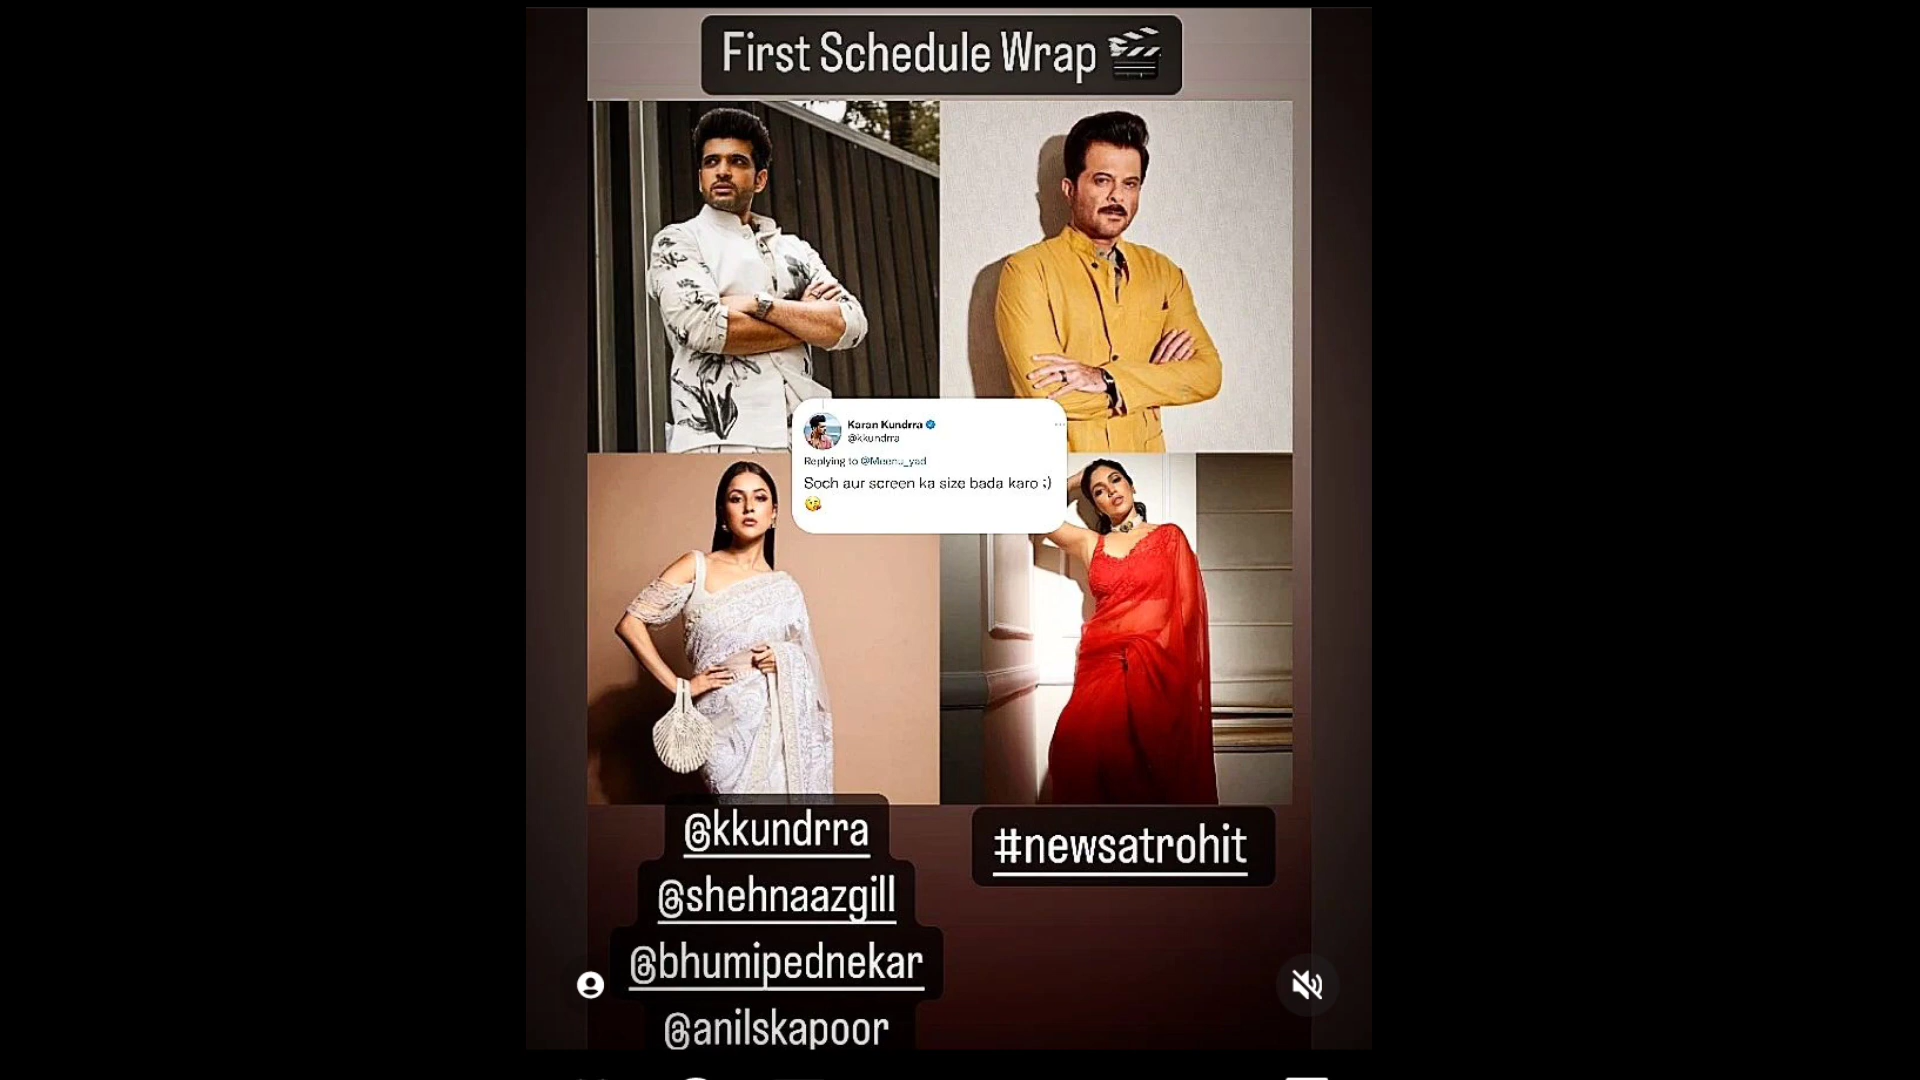 First Schedule Wrap 🎬
Karan Kundrra
@kkundrra
Replying to @Meenu_yad
Soch aur screen ka size bada karo ;)
😘
@kkundrra
#newsatrohit
@shehnaazgill
@bhumipednekar
@anilskapoor